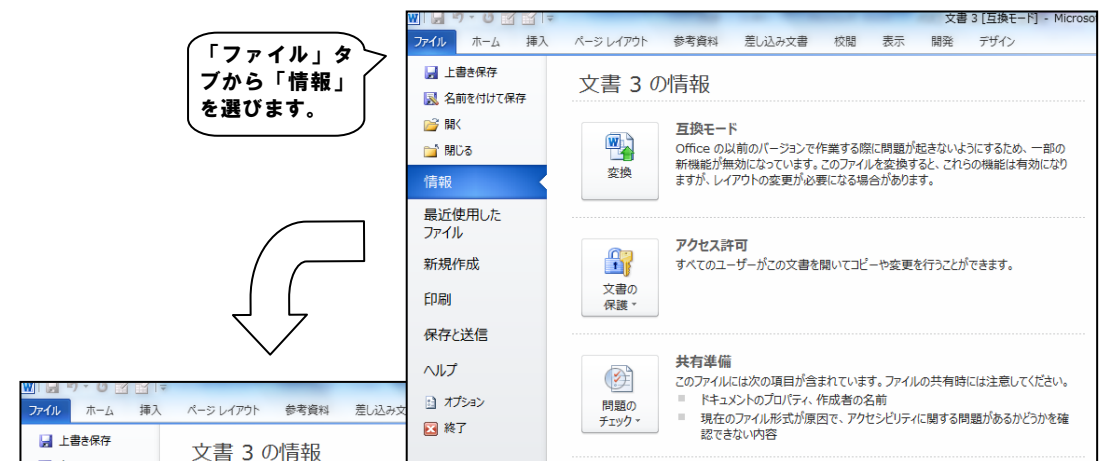 「ファイル」タ
ブから「情報」
を選びます。
文書 3 [互換モード] - Microso
ファイル ホーム 挿入 ページ レイアウト 参考資料 差し込み文書 校閲 表示 開発 デザイン
上書き保存
名前を付けて保存
開く
閉じる
情報
最近使用した
ファイル
新規作成
印刷
保存と送信
ヘルプ
オプション
終了
文書 3 の情報
変換
互換モード
Office の以前のバージョンで作業する際に問題が起きないようにするため、一部の
新機能が無効になっています。このファイルを変換すると、これらの機能は有効になり
ますが、レイアウトの変更が必要になる場合があります。
文書の
保護
アクセス許可
すべてのユーザーがこの文書を開いてコピーや変更を行うことができます。
問題の
チェック
共有準備
このファイルには次の項目が含まれています。ファイルの共有時には注意してください。
ドキュメントのプロパティ、作成者の名前
現在のファイル形式が原因で、アクセシビリティに関する問題があるかどうかを確
認できない内容
ファイル ホーム 挿入 ページ レイアウト 参考資料 差し込み文
上書き保存
文書 3 の情報